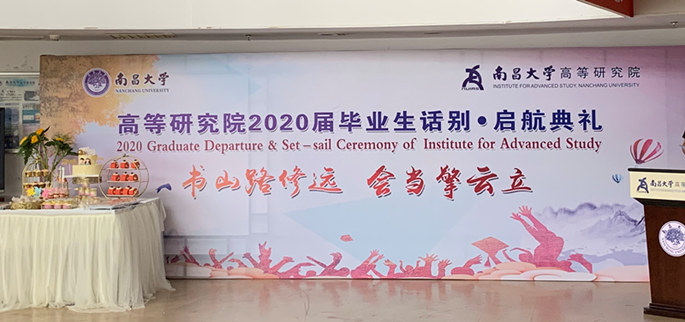 南昌大学
NANCHANG UNIVERSITY
南昌大学高等研究院
INSTITUTE FOR ADVANCED STUDY, NANCHANG UNIVERSITY
高等研究院2020届毕业生话别•启航典礼
2020 Graduate Departure & Set-sail Ceremony of Institute for Advanced Study
书山路修远 会当擎云立
南昌大学高等